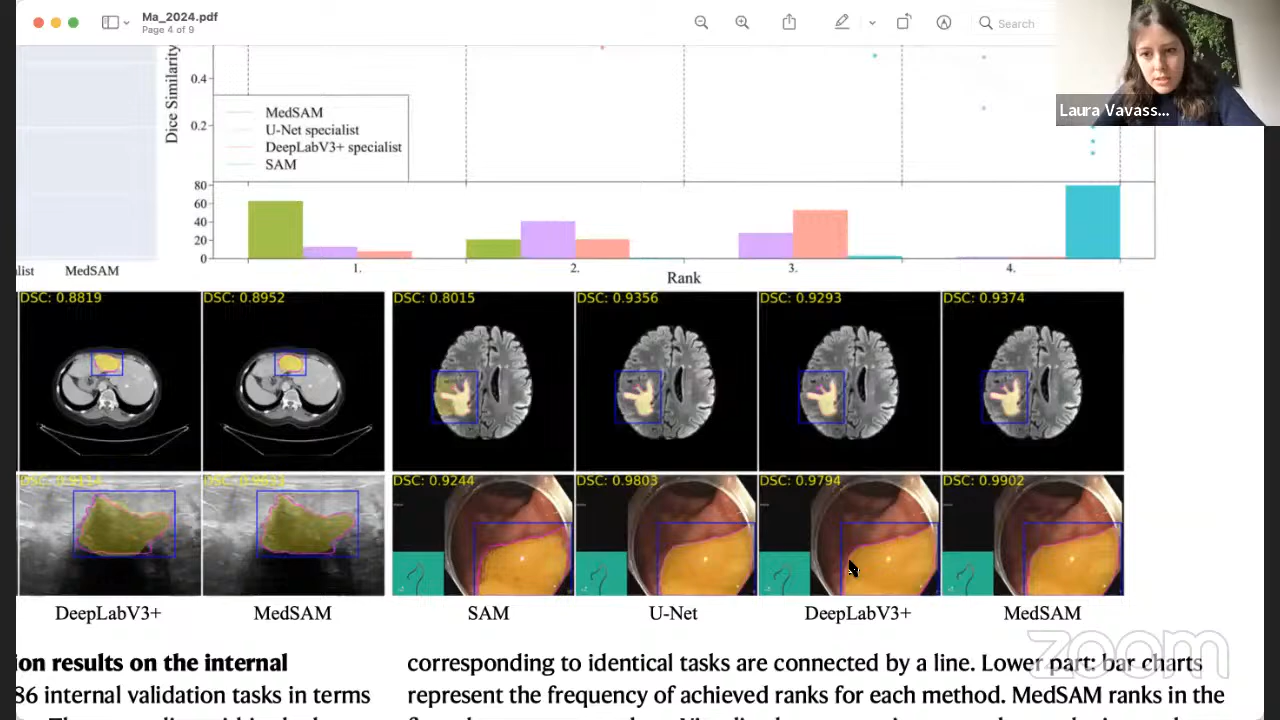 Ma_2024.pdf
Page 4 of 9
Search
Laura Vavass...
Dice Similarity
0.4
0.2
MedSAM
U-Net specialist
DeepLabV3+ specialist
SAM
80
60
40
20
0
1.
2.
3.
4.
Rank
list
MedSAM
DSC: 0.8819
DSC: 0.8952
DSC: 0.8015
DSC: 0.9356
DSC: 0.9293
DSC: 0.9374
DSC: 0.9244
DSC: 0.9803
DSC: 0.9794
DSC: 0.9902
DeepLabV3+
MedSAM
SAM
U-Net
DeepLabV3+
MedSAM
zoom
ion results on the internal
86 internal validation tasks in terms
corresponding to identical tasks are connected by a line. Lower part: bar charts
represent the frequency of achieved ranks for each method. MedSAM ranks in the